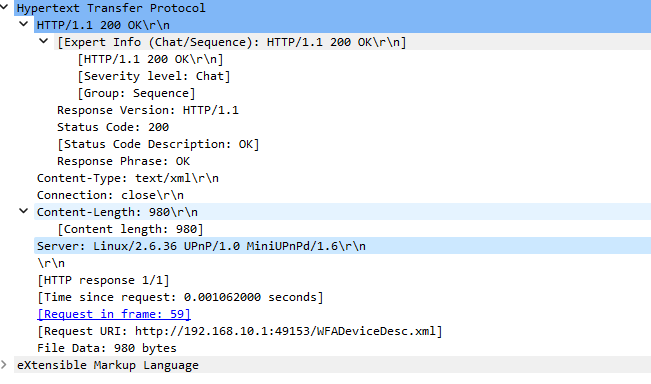 Hypertext Transfer Protocol
HTTP/1.1 200 OK\r\n
[Expert Info (Chat/Sequence): HTTP/1.1 200 OK\r\n]
[HTTP/1.1 200 OK\r\n]
[Severity level: Chat]
[Group: Sequence]
Response Version: HTTP/1.1
Status Code: 200
[Status Code Description: OK]
Response Phrase: OK
Content-Type: text/xml\r\n
Connection: close\r\n
Content-Length: 980\r\n
[Content length: 980]
Server: Linux/2.6.36 UPnP/1.0 MiniUPnPd/1.6\r\n
\r\n
[HTTP response 1/1]
[Time since request: 0.001062000 seconds]
[Request in frame: 59]
[Request URI: http://192.168.10.1:49153/WFADeviceDesc.xml]
File Data: 980 bytes
eXtensible Markup Language